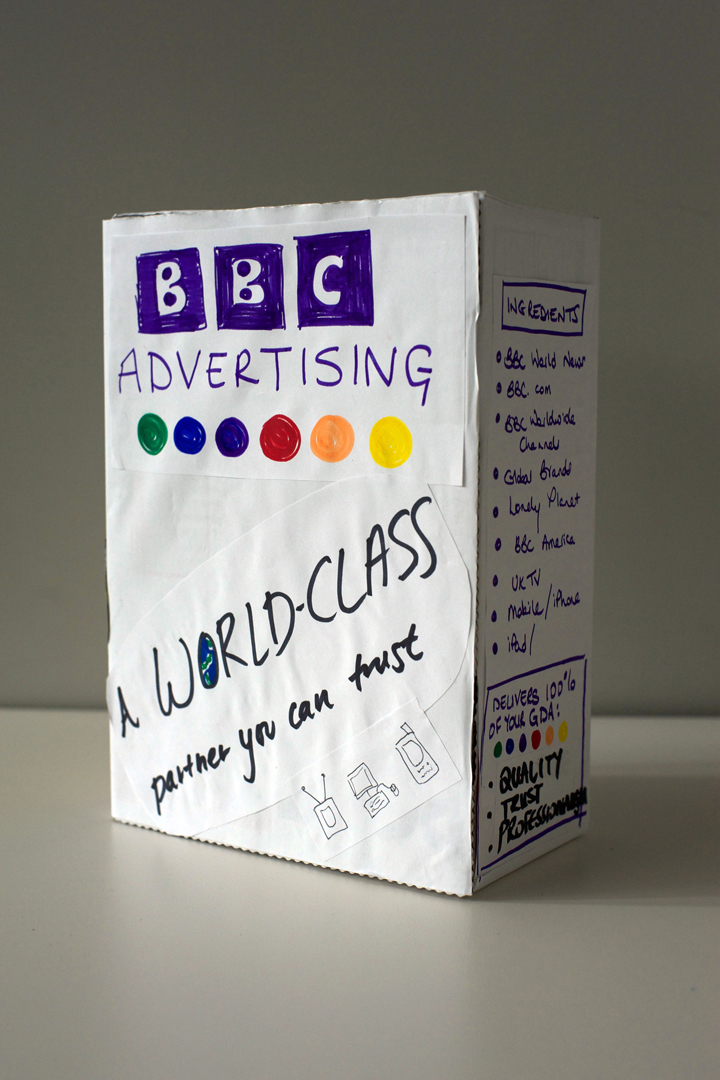 BBC
ADVERTISING
A WORLD-CLASS
partner you can trust
INGREDIENTS
• BBC World News
• BBC.com
• BBC Worldwide
Channels
• Global Brands
• Lonely Planet
• BBC America
• UKTV
• Mobile/iPhone
• iPad/
DELIVERS 100%
OF YOUR GDA:
• QUALITY
• TRUST
• PROFESSIONALISM